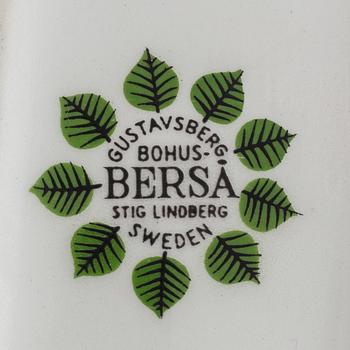 GUSTAVSBERG
BOHUS-
BERSÅ
STIG LINDBERG
SWEDEN